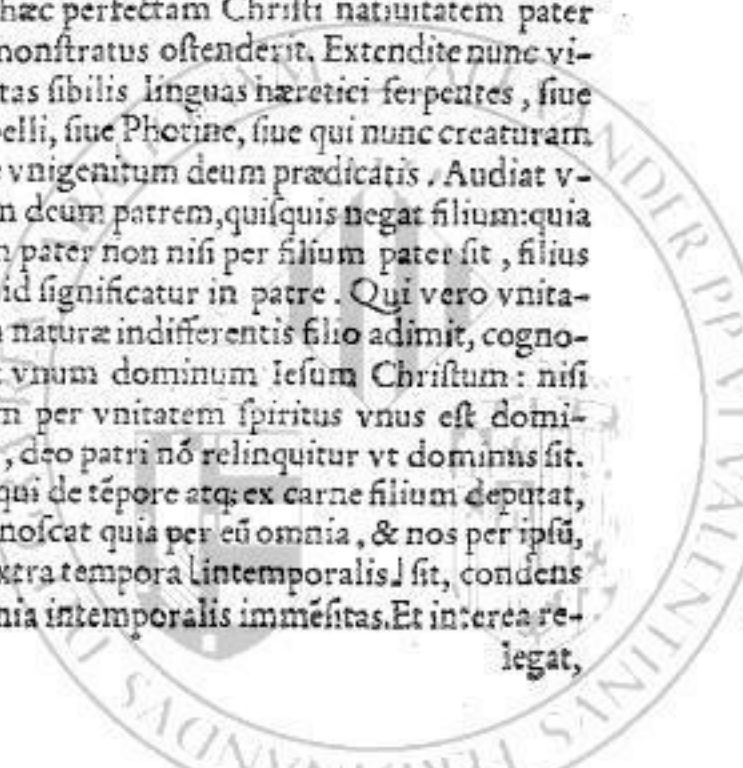 hæc perfectam Chriſti natiuitatem pater
monſtratus oſtenderit. Extendite nunc vi-
tas ſibilis linguas hæretici ſerpentes, ſiue
belli, ſiue Photine, ſiue qui nunc creaturam
vnigenitum deum prædicatis. Audiat v-
deum patrem, quiſquis negat filium: quia
pater non niſi per filium pater ſit, filius
id ſignificatur in patre. Qui vero vnita-
naturæ indifferentis filio adimit, cogno-
vnum dominum Ieſum Chriſtum: niſi
per vnitatem ſpiritus vnus eſt domi-
, deo patri nõ relinquitur vt dominus ſit.
qui de tẽpore atq; ex carne filium deputat,
noſcat quia per eũ omnia, & nos per ipſũ,
xtra tempora ⌊intemporalis⌋ ſit, condens
nia intemporalis immẽſitas. Et interea re-
legat,
ALEXANDER PP VI VALENTINVS
FERDINANDVS